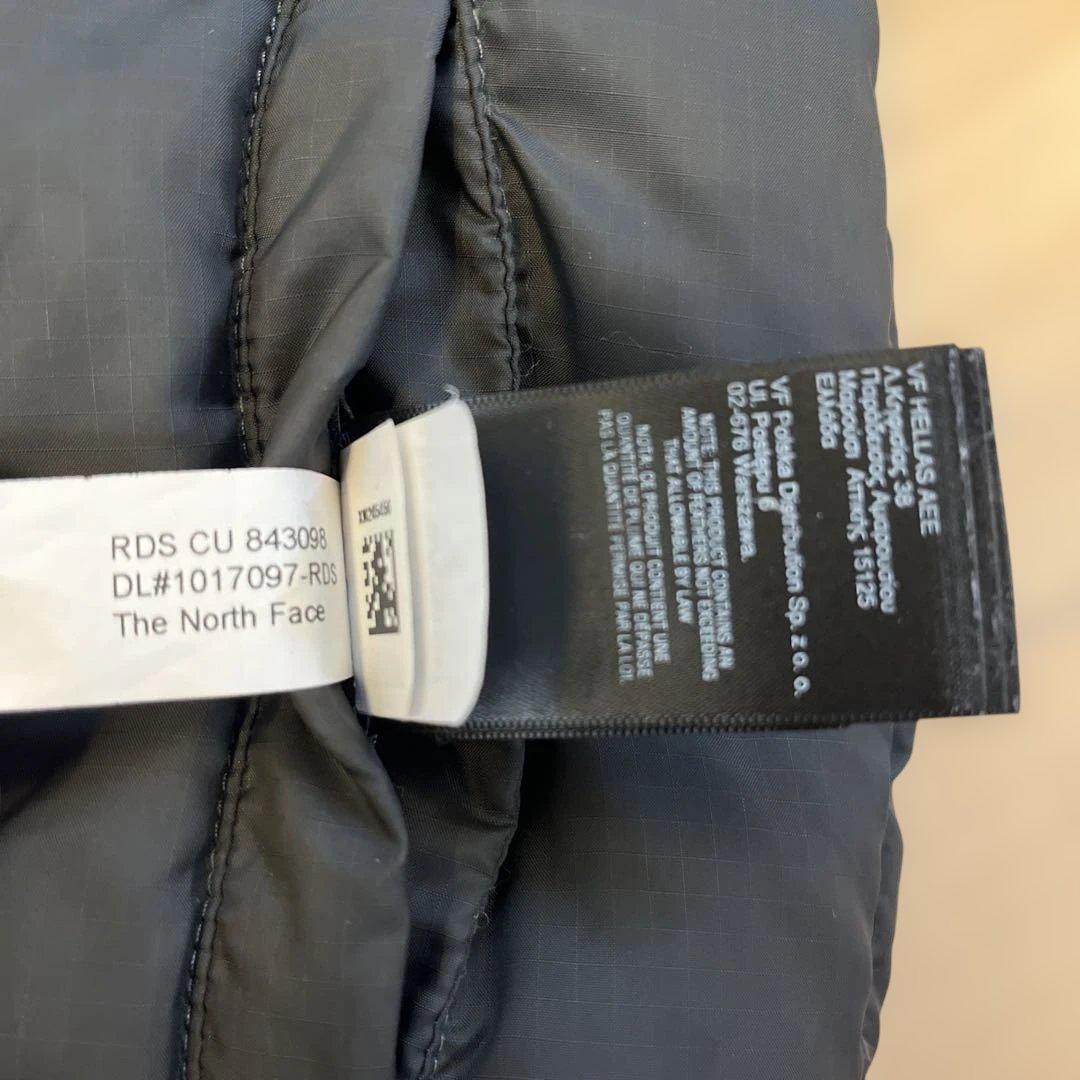 RDS CU 843098
DL#1017097-RDS
The North Face
VF HELLAS AEE
Λ.Κηφισίας 38
Παράδεισος Αμαρουσίου
Μαρούσι Αττικής 15125
Ελλάδα
VF Polska Distribution Sp. z o. o.
Ul. Postępu 6
02-676 Warszawa.
NOTE: THIS PRODUCT CONTAINS AN
AMOUNT OF FEATHERS NOT EXCEEDING
THAT ALLOWABLE BY LAW
NOTA: CE PRODUIT CONTIENT UNE
QUANTITÉ DE PLUME QUI NE DÉPASSE
PAS LA QUANTITÉ PERMISE PAR LA LOI.